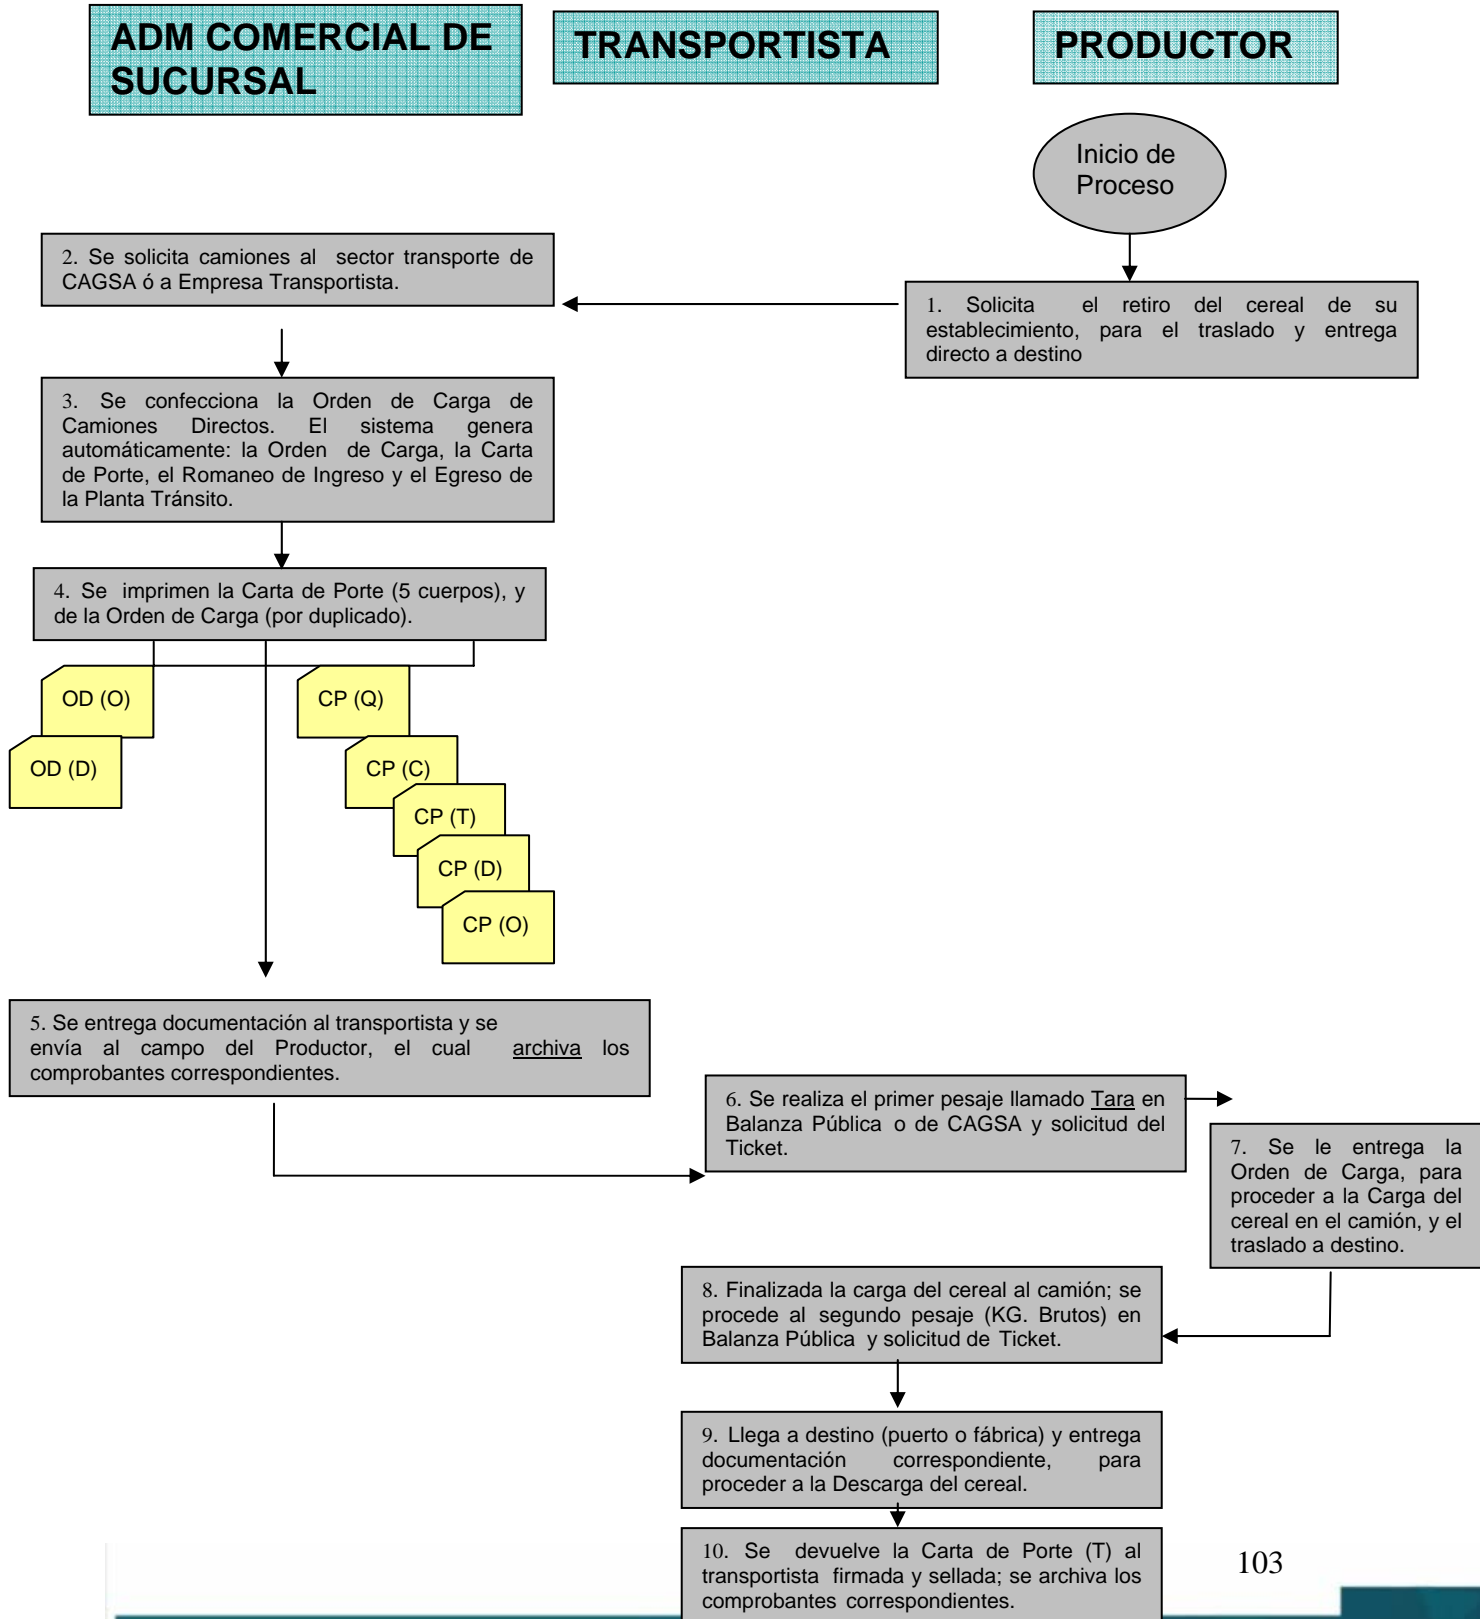 ADM COMERCIAL DE
SUCURSAL
TRANSPORTISTA
PRODUCTOR
Inicio de
Proceso
1. Solicita el retiro del cereal de su
establecimiento, para el traslado y entrega
directo a destino
2. Se solicita camiones al sector transporte de
CAGSA ó a Empresa Transportista.
3. Se confecciona la Orden de Carga de
Camiones Directos. El sistema genera
automáticamente: la Orden de Carga, la Carta
de Porte, el Romaneo de Ingreso y el Egreso de
la Planta Tránsito.
4. Se imprimen la Carta de Porte (5 cuerpos), y
de la Orden de Carga (por duplicado).
OD (O)
OD (D)
CP (Q)
CP (C)
CP (T)
CP (D)
CP (O)
5. Se entrega documentación al transportista y se
envía al campo del Productor, el cual archiva los
comprobantes correspondientes.
6. Se realiza el primer pesaje llamado Tara en
Balanza Pública o de CAGSA y solicitud del
Ticket.
7. Se le entrega la
Orden de Carga, para
proceder a la Carga del
cereal en el camión, y el
traslado a destino.
8. Finalizada la carga del cereal al camión; se
procede al segundo pesaje (KG. Brutos) en
Balanza Pública y solicitud de Ticket.
9. Llega a destino (puerto o fábrica) y entrega
documentación correspondiente, para
proceder a la Descarga del cereal.
10. Se devuelve la Carta de Porte (T) al
transportista firmada y sellada; se archiva los
comprobantes correspondientes.
103